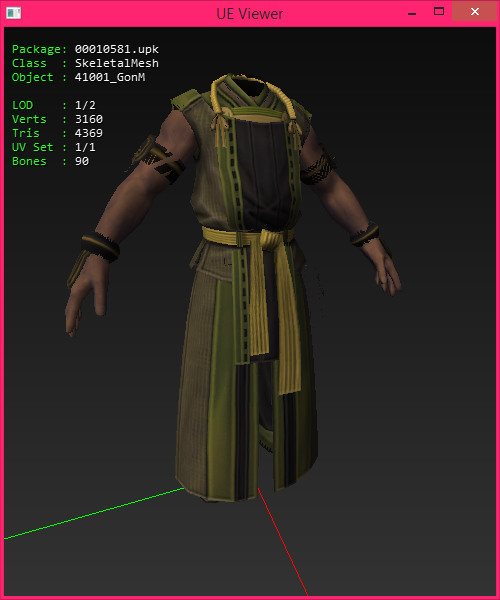 UE Viewer
Package: 00010581.upk
Class : SkeletalMesh
Object : 41001_GonM
LOD : 1/2
Verts : 3160
Tris : 4369
UV Set : 1/1
Bones : 90